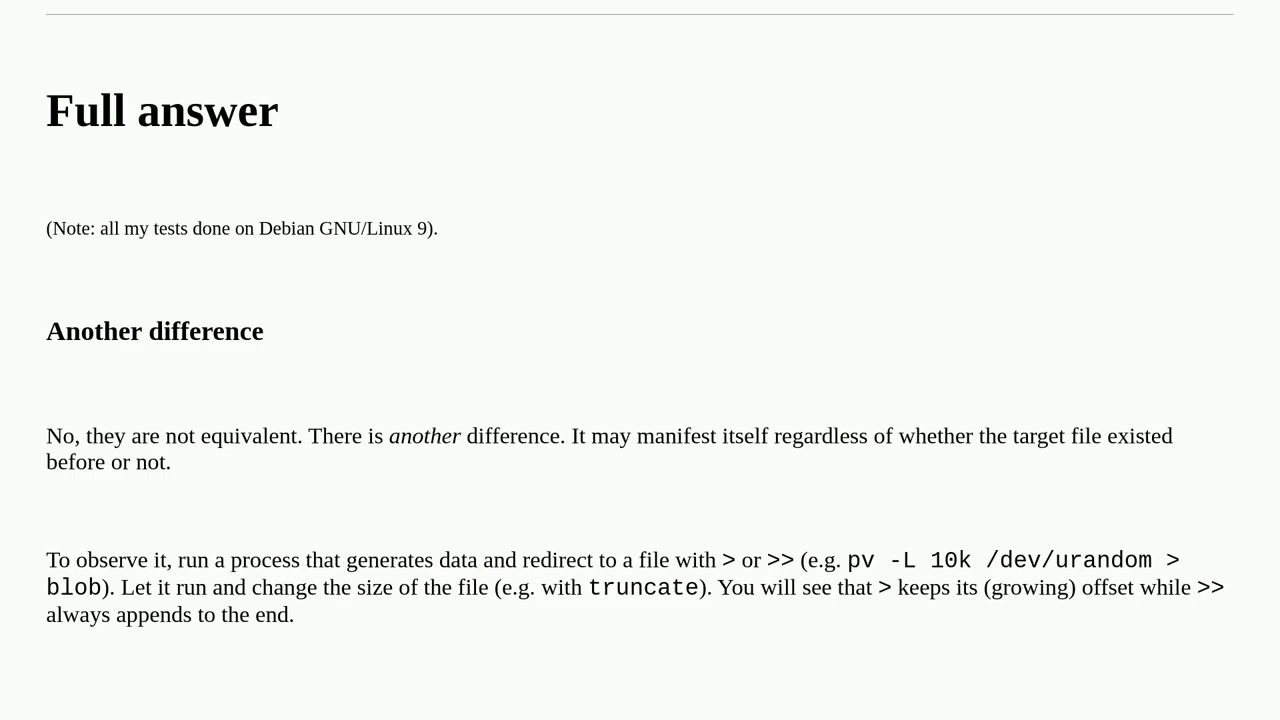 Full answer
(Note: all my tests done on Debian GNU/Linux 9).
Another difference
No, they are not equivalent. There is another difference. It may manifest itself regardless of whether the target file existed
before or not.
To observe it, run a process that generates data and redirect to a file with > or >> (e.g. pv -L 10k /dev/urandom >
blob). Let it run and change the size of the file (e.g. with truncate). You will see that > keeps its (growing) offset while >>
always appends to the end.